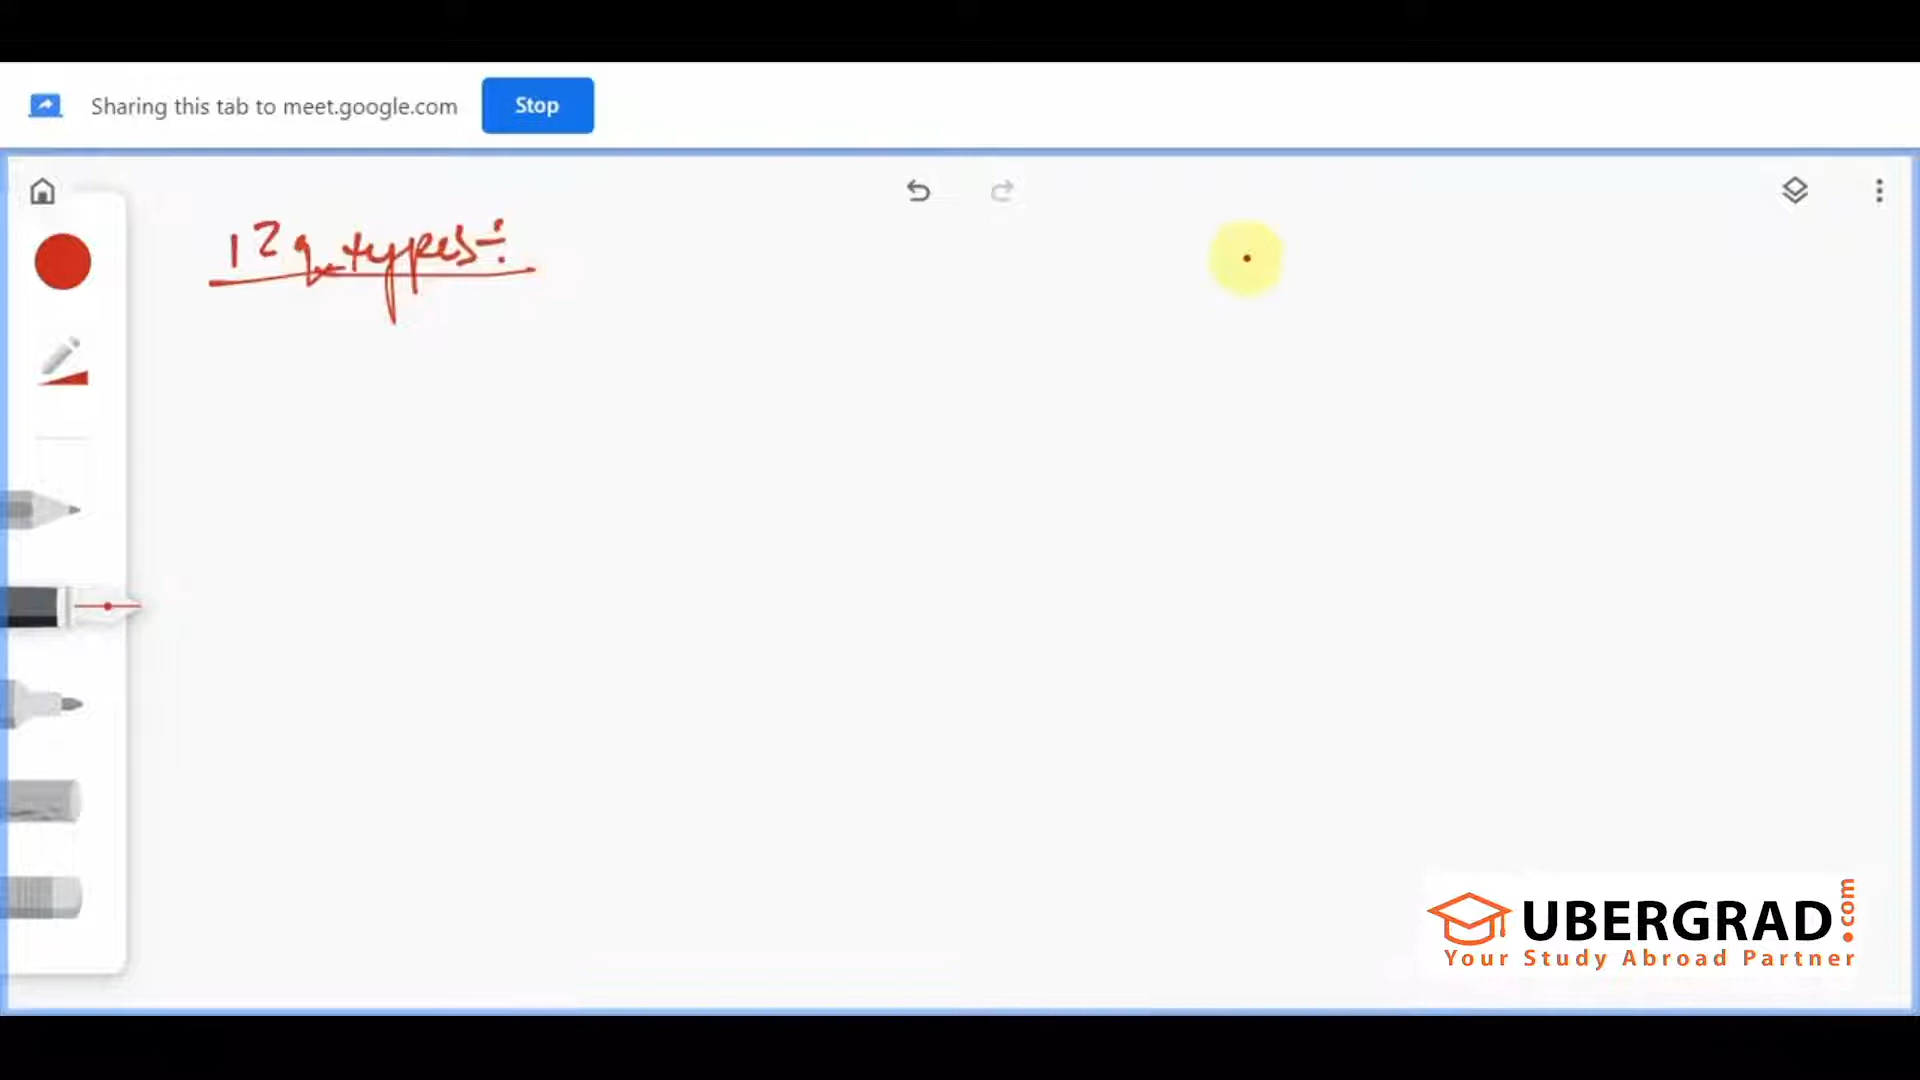 Sharing this tab to meet.google.com
Stop
12 q types ÷
UBERGRAD.com
Your Study Abroad Partner